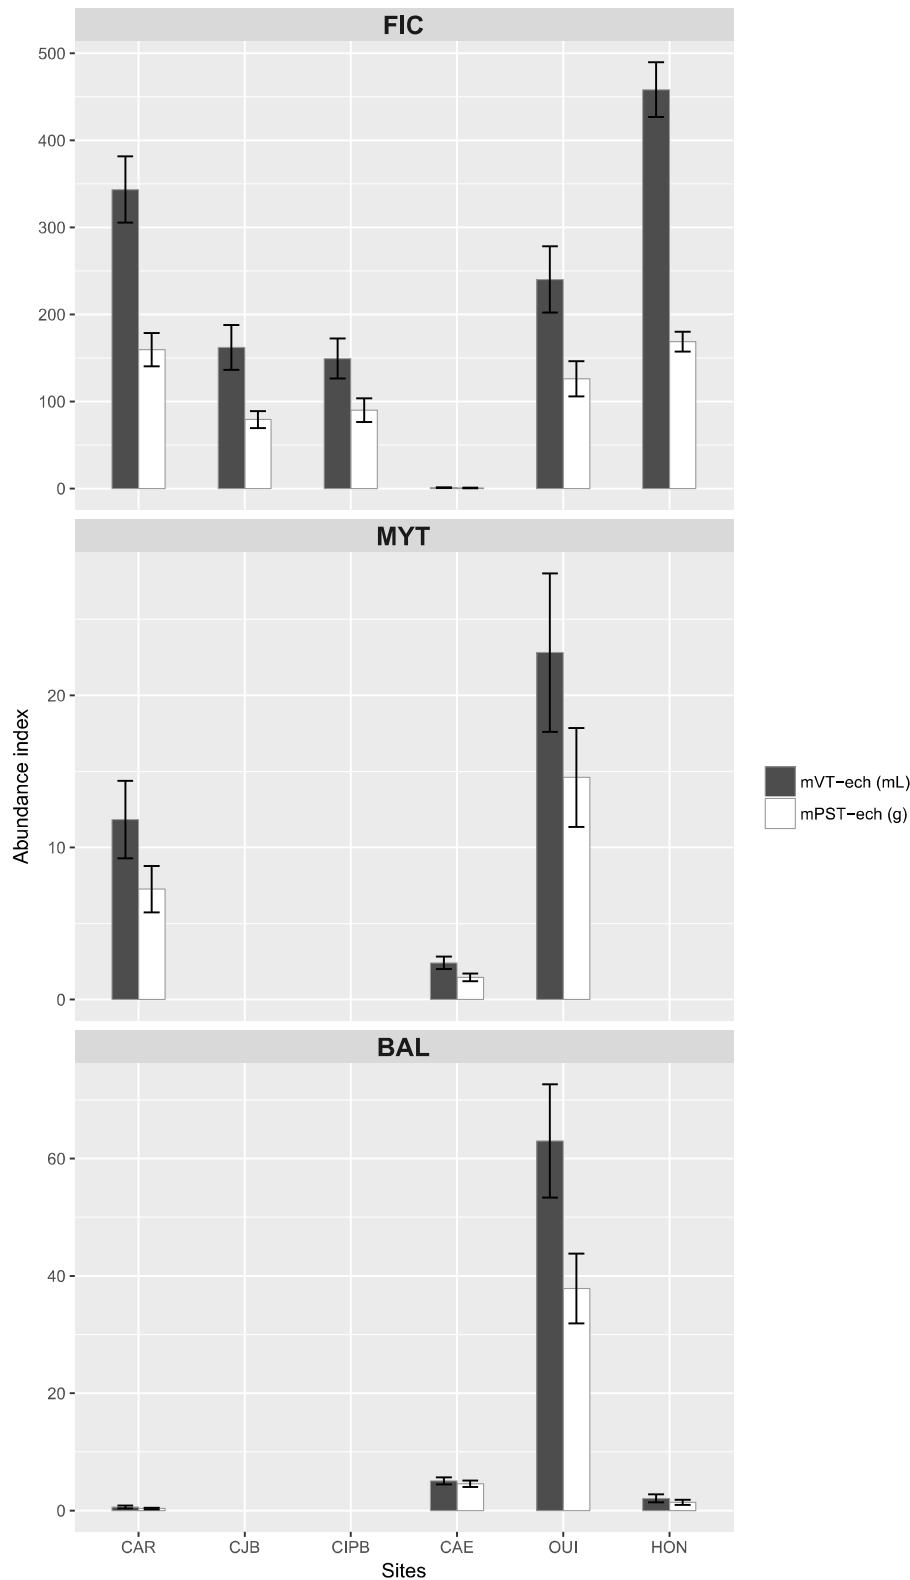 FIC
500
400
300
200
100
0
MYT
20
10
0
Abundance index
mVT−ech (mL)
mPST−ech (g)
BAL
60
40
20
0
CAR CJB CIPB CAE OUI HON
Sites